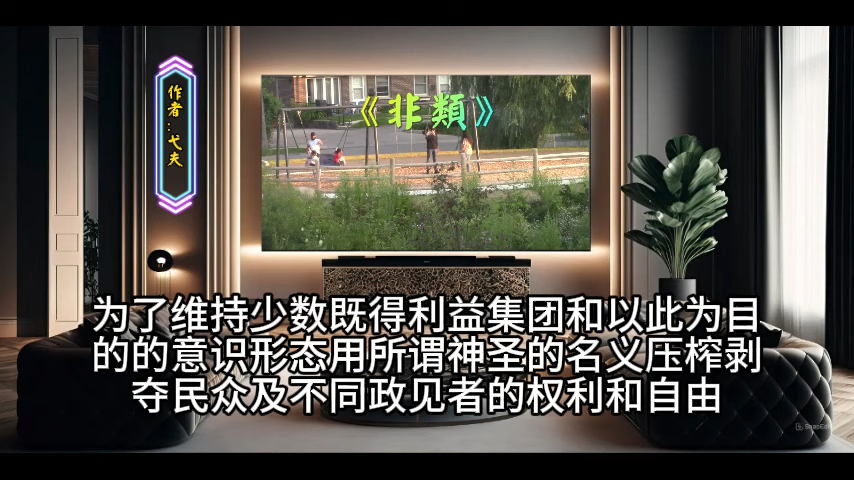 作者：弋夫
《非類》
为了维持少数既得利益集团和以此为目
的的意识形态用所谓神圣的名义压榨剥
夺民众及不同政见者的权利和自由